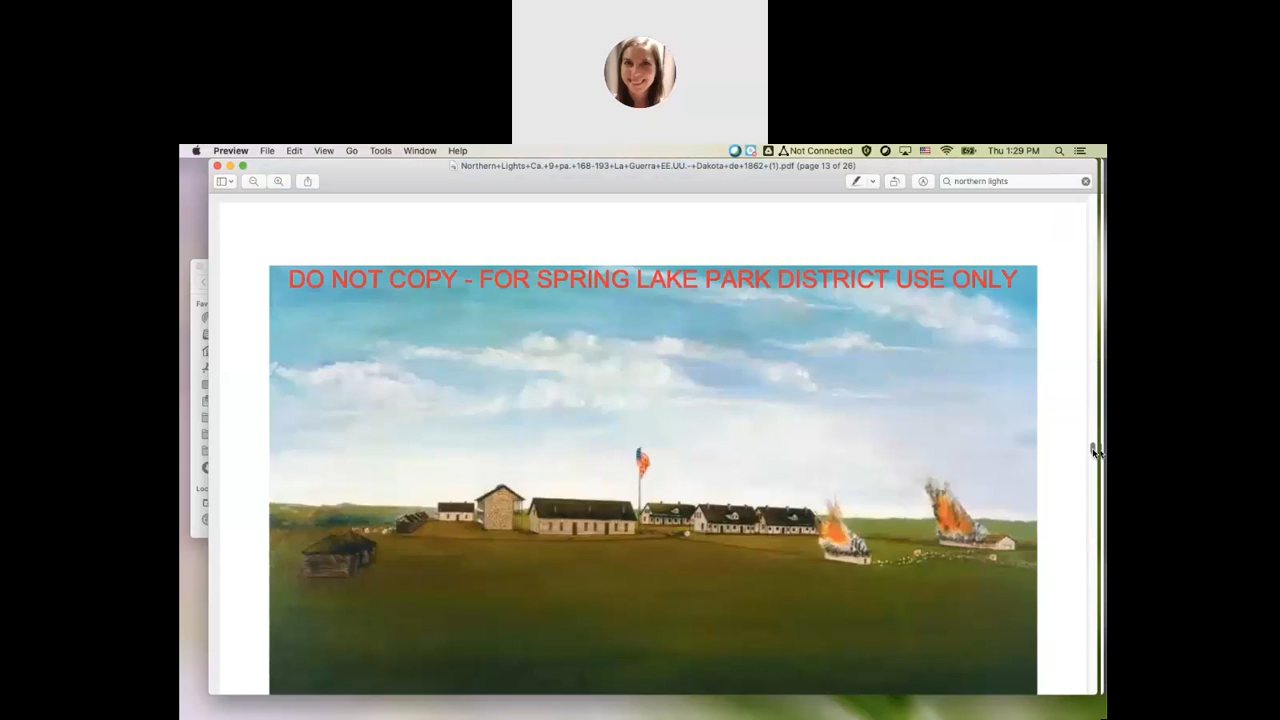 Preview File Edit View Go Tools Window Help Not Connected Thu 1:29 PM
Northern+Lights+Ca.+9+pa.+168-193+La+Guerra+EE.UU.+-Dakota+de+1862+(1).pdf (page 13 of 26)
northern lights
Fav
Loc
DO NOT COPY - FOR SPRING LAKE PARK DISTRICT USE ONLY